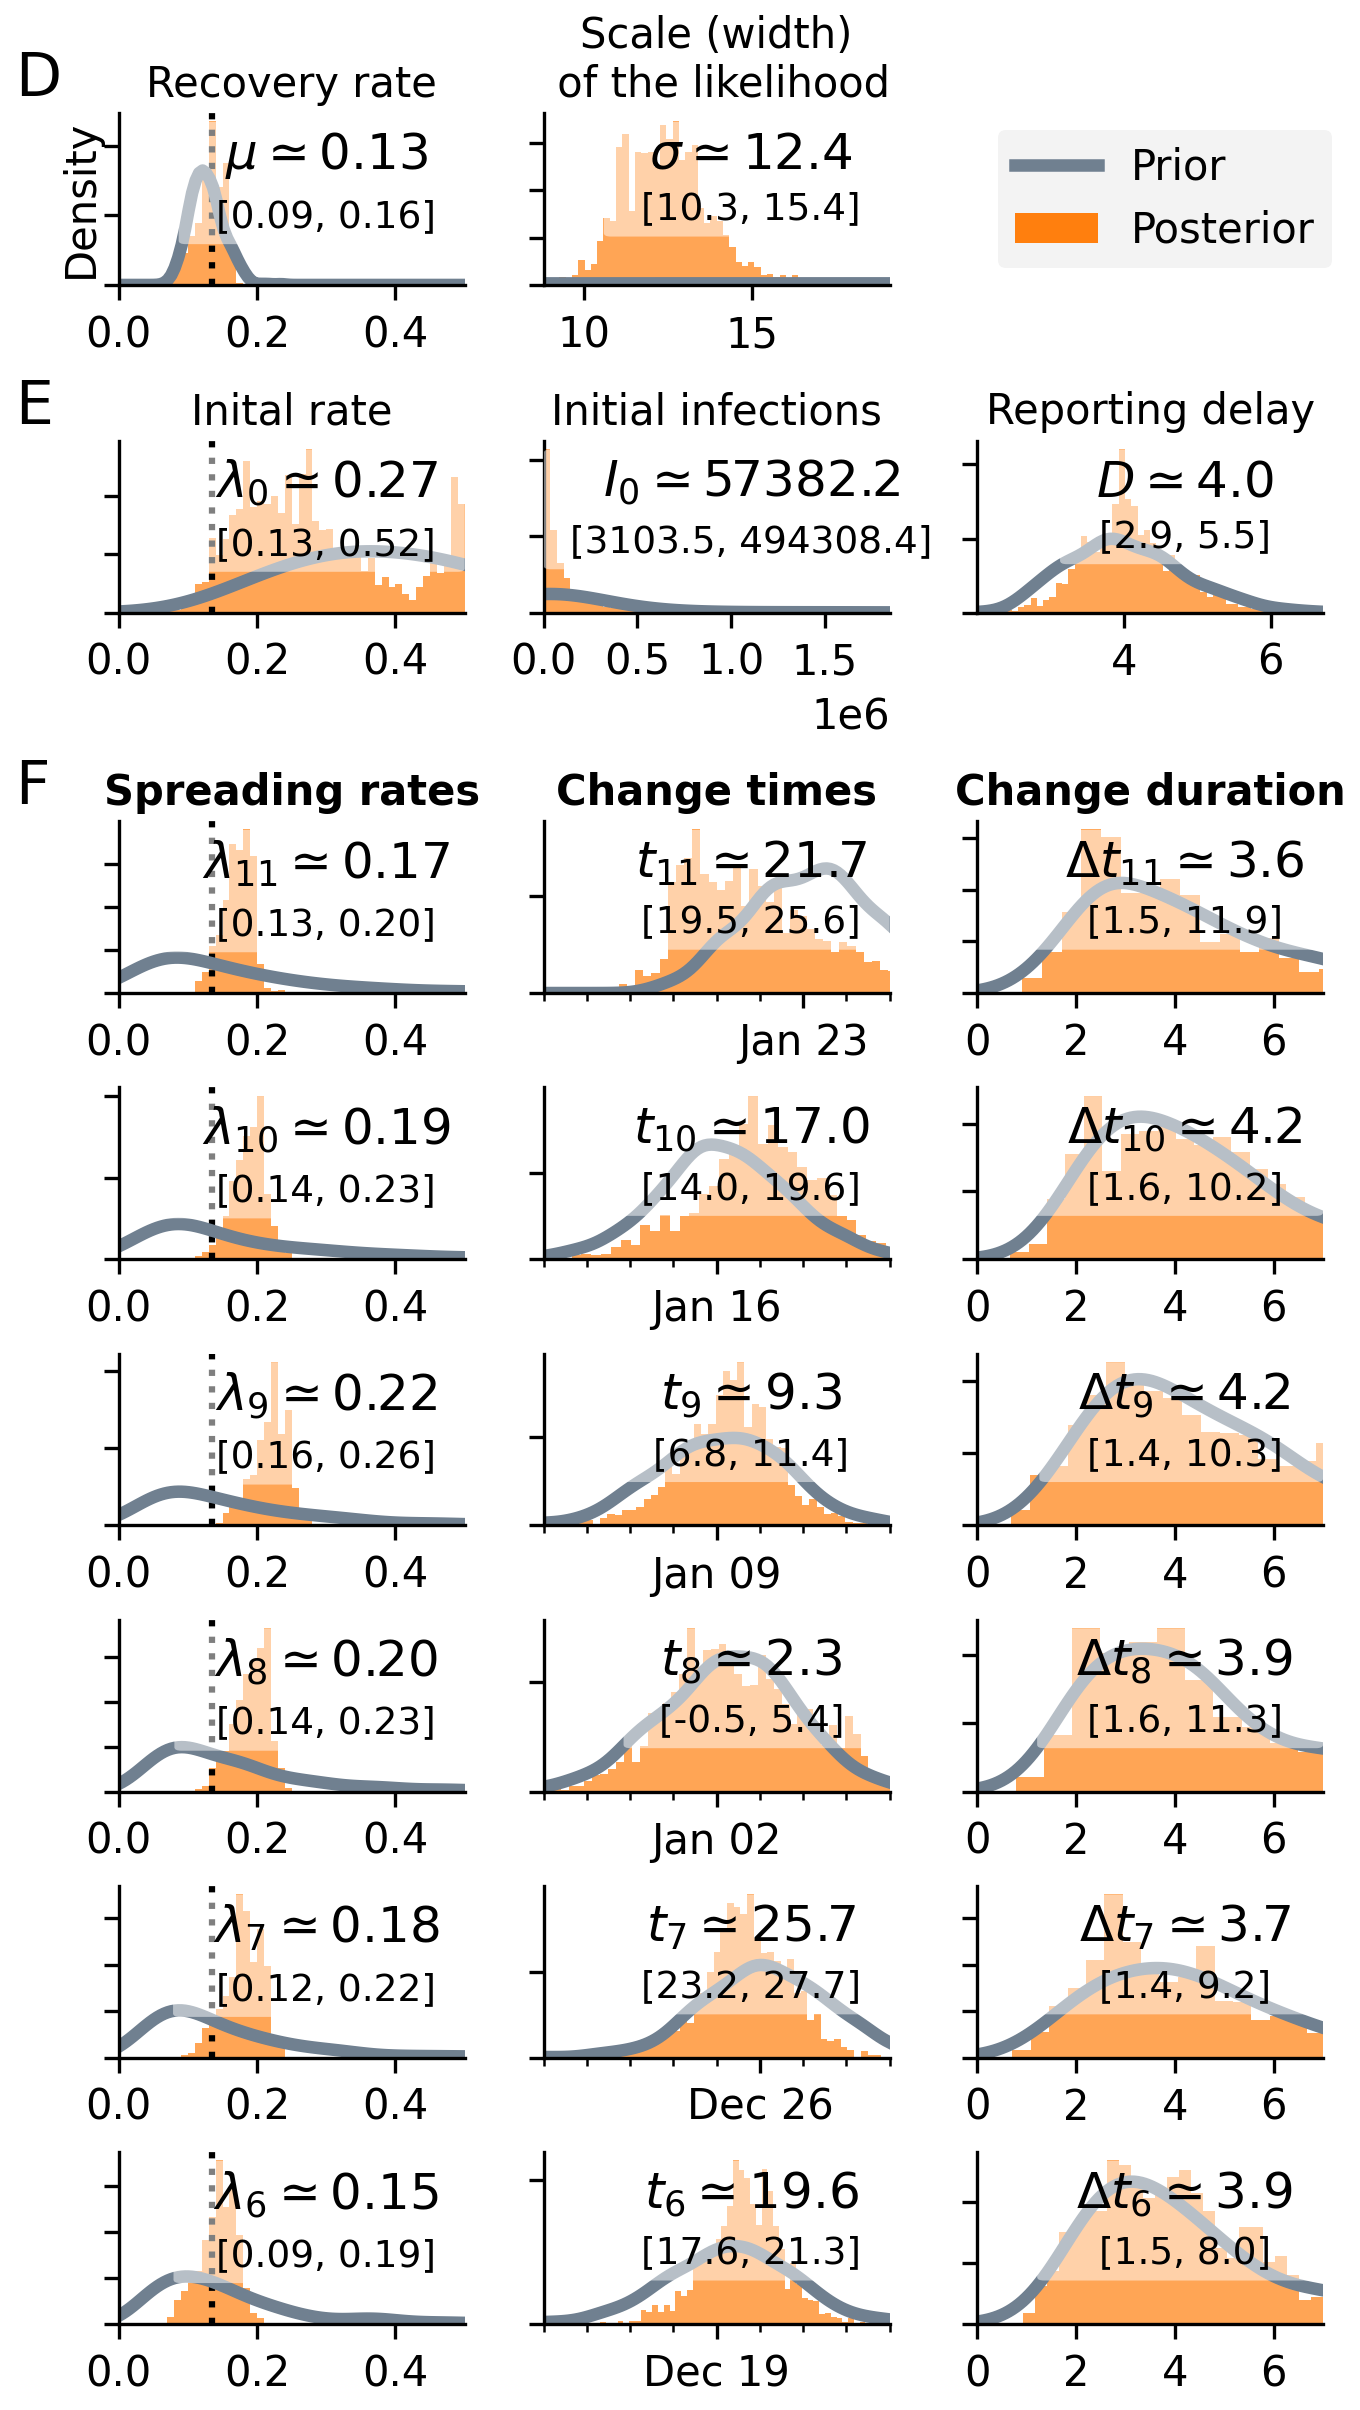 D
Recovery rate
Scale (width)
of the likelihood
Density
μ ≃ 0.13
[0.09, 0.16]
σ ≃ 12.4
[10.3, 15.4]
Prior
Posterior
0.0 0.2 0.4
10 15
E
Inital rate
Initial infections
Reporting delay
λ0 ≃ 0.27
[0.13, 0.52]
I0 ≃ 57382.2
[3103.5, 494308.4]
D ≃ 4.0
[2.9, 5.5]
0.0 0.2 0.4
0.0 0.5 1.0 1.5
1e6
4 6
F
Spreading rates
Change times
Change duration
λ11 ≃ 0.17
[0.13, 0.20]
t11 ≃ 21.7
[19.5, 25.6]
Δt11 ≃ 3.6
[1.5, 11.9]
0.0 0.2 0.4
Jan 23
0 2 4 6
λ10 ≃ 0.19
[0.14, 0.23]
t10 ≃ 17.0
[14.0, 19.6]
Δt10 ≃ 4.2
[1.6, 10.2]
0.0 0.2 0.4
Jan 16
0 2 4 6
λ9 ≃ 0.22
[0.16, 0.26]
t9 ≃ 9.3
[6.8, 11.4]
Δt9 ≃ 4.2
[1.4, 10.3]
0.0 0.2 0.4
Jan 09
0 2 4 6
λ8 ≃ 0.20
[0.14, 0.23]
t8 ≃ 2.3
[-0.5, 5.4]
Δt8 ≃ 3.9
[1.6, 11.3]
0.0 0.2 0.4
Jan 02
0 2 4 6
λ7 ≃ 0.18
[0.12, 0.22]
t7 ≃ 25.7
[23.2, 27.7]
Δt7 ≃ 3.7
[1.4, 9.2]
0.0 0.2 0.4
Dec 26
0 2 4 6
λ6 ≃ 0.15
[0.09, 0.19]
t6 ≃ 19.6
[17.6, 21.3]
Δt6 ≃ 3.9
[1.5, 8.0]
0.0 0.2 0.4
Dec 19
0 2 4 6